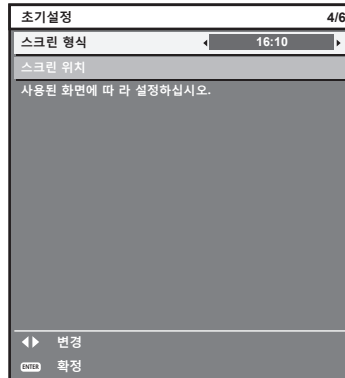 초기설정 4/6
스크린 형식 16:10
스크린 위치
사용된 화면에 따 라 설정하십시오.
변경
ENTER 확정